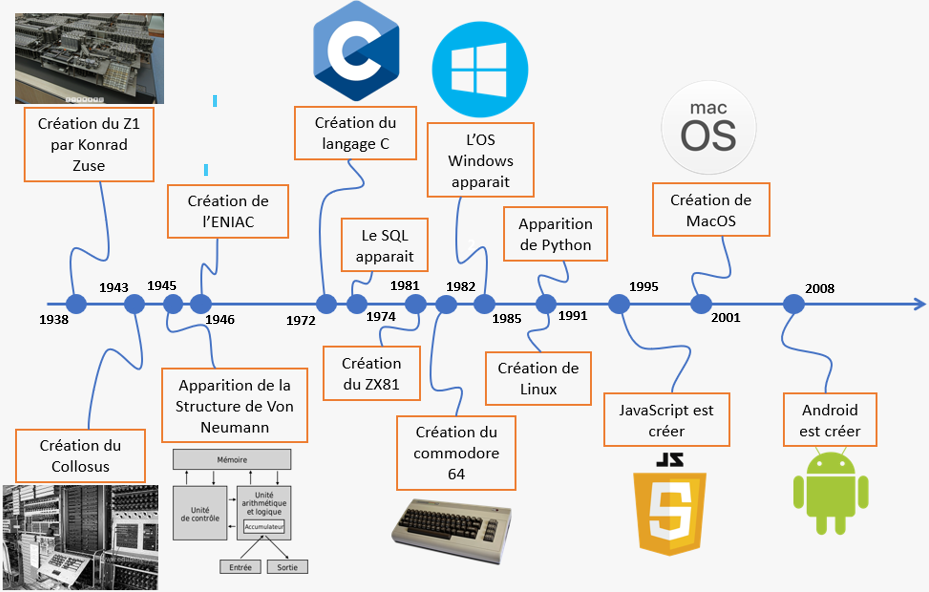 Création du Z1
par Konrad
Zuse
Création de
l'ENIAC
C
Création du
langage C
L'OS
Windows
apparait
Le SQL
apparait
Apparition
de Python
mac
OS
Création de
MacOS
1938
1943
1945
1946
1972
1974
1981
1982
1985
1991
1995
2001
2008
Création du
Collosus
Apparition de la
Structure de Von
Neumann
Mémoire
Unité
de contrôle
Unité
arithmétique
et logique
Accumulateur
Entrée
Sortie
Création
du ZX81
Création du
commodore
64
Création de
Linux
JavaScript est
créer
JS
Android
est créer